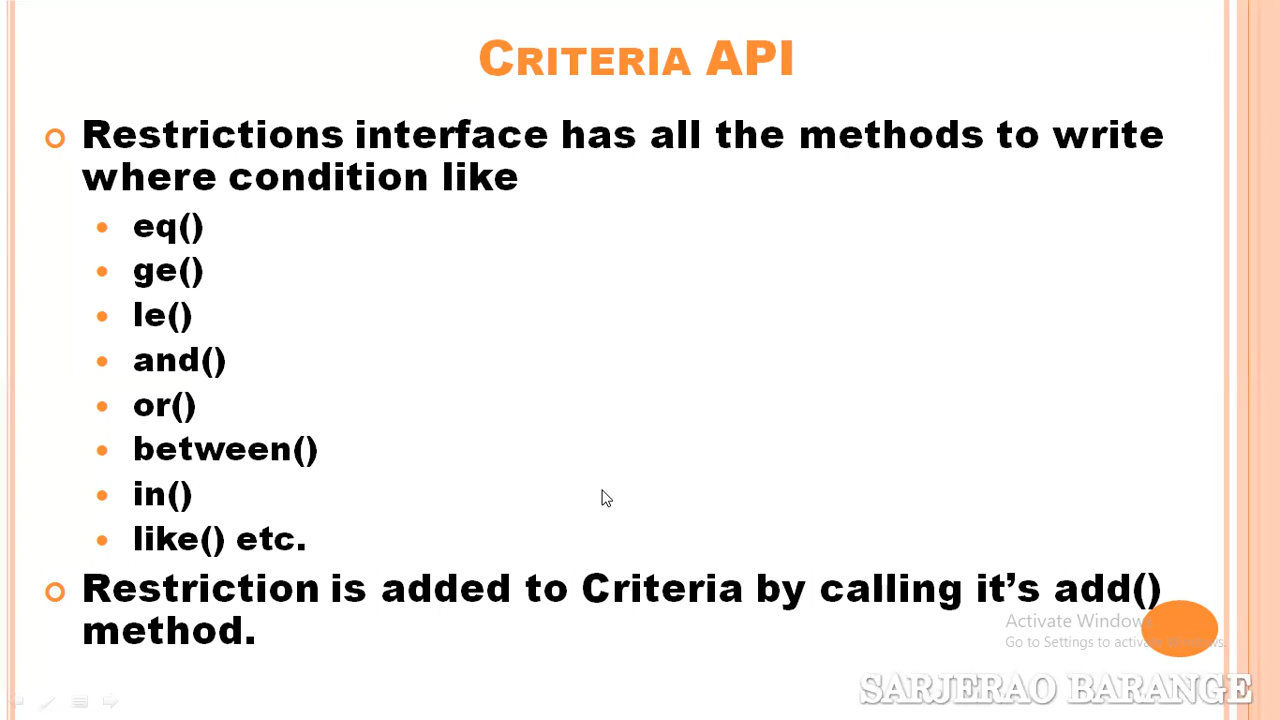 CRITERIA API
Restrictions interface has all the methods to write
where condition like
eq()
ge()
le()
and()
or()
between()
in()
like() etc.
Restriction is added to Criteria by calling it’s add()
method.
Activate Windows
Go to Settings to activate Windows.
SARJERAO BARANGE